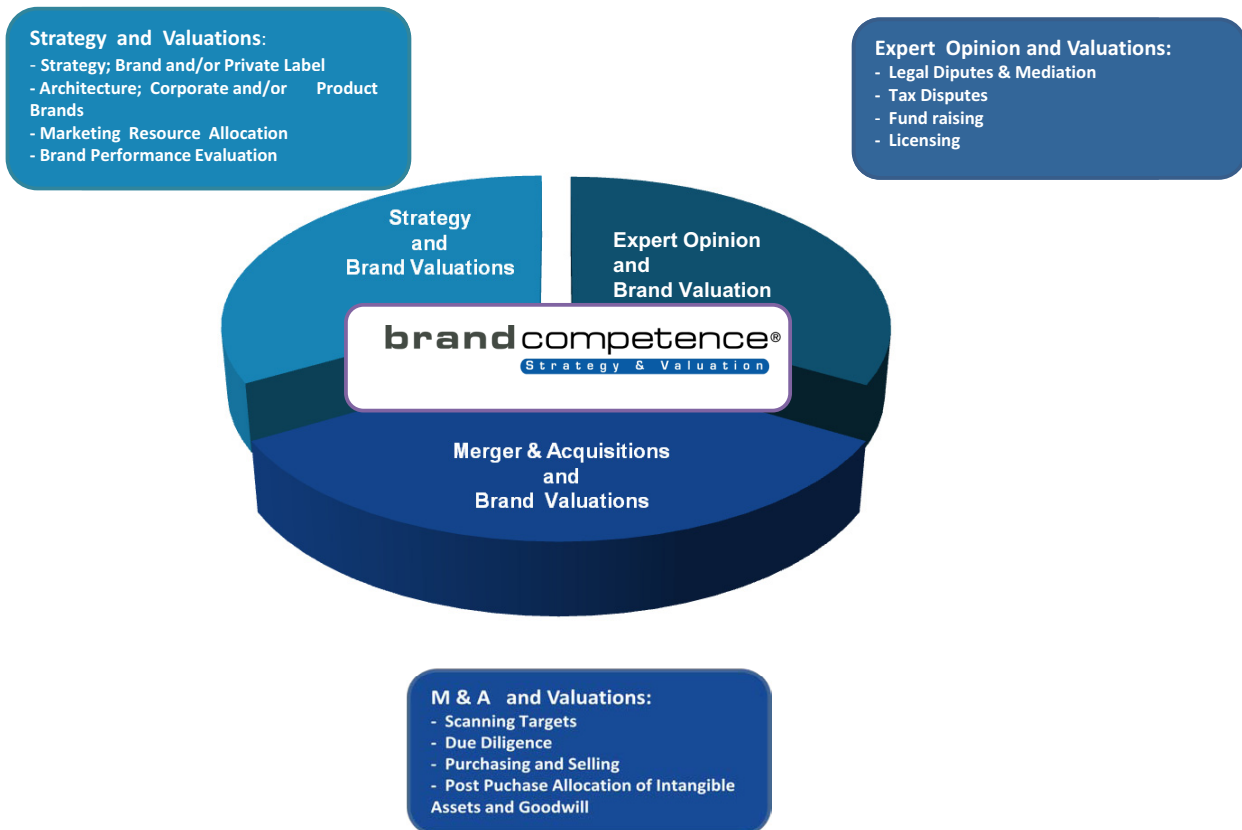 Strategy and Valuations:
- Strategy; Brand and/or Private Label
- Architecture; Corporate and/or Product
Brands
- Marketing Resource Allocation
- Brand Performance Evaluation
Expert Opinion and Valuations:
- Legal Diputes & Mediation
- Tax Disputes
- Fund raising
- Licensing
Strategy
and
Brand Valuations
Expert Opinion
and
Brand Valuation
brandcompetence®
Strategy & Valuation
Merger & Acquisitions
and
Brand Valuations
M & A and Valuations:
- Scanning Targets
- Due Diligence
- Purchasing and Selling
- Post Puchase Allocation of Intangible
Assets and Goodwill